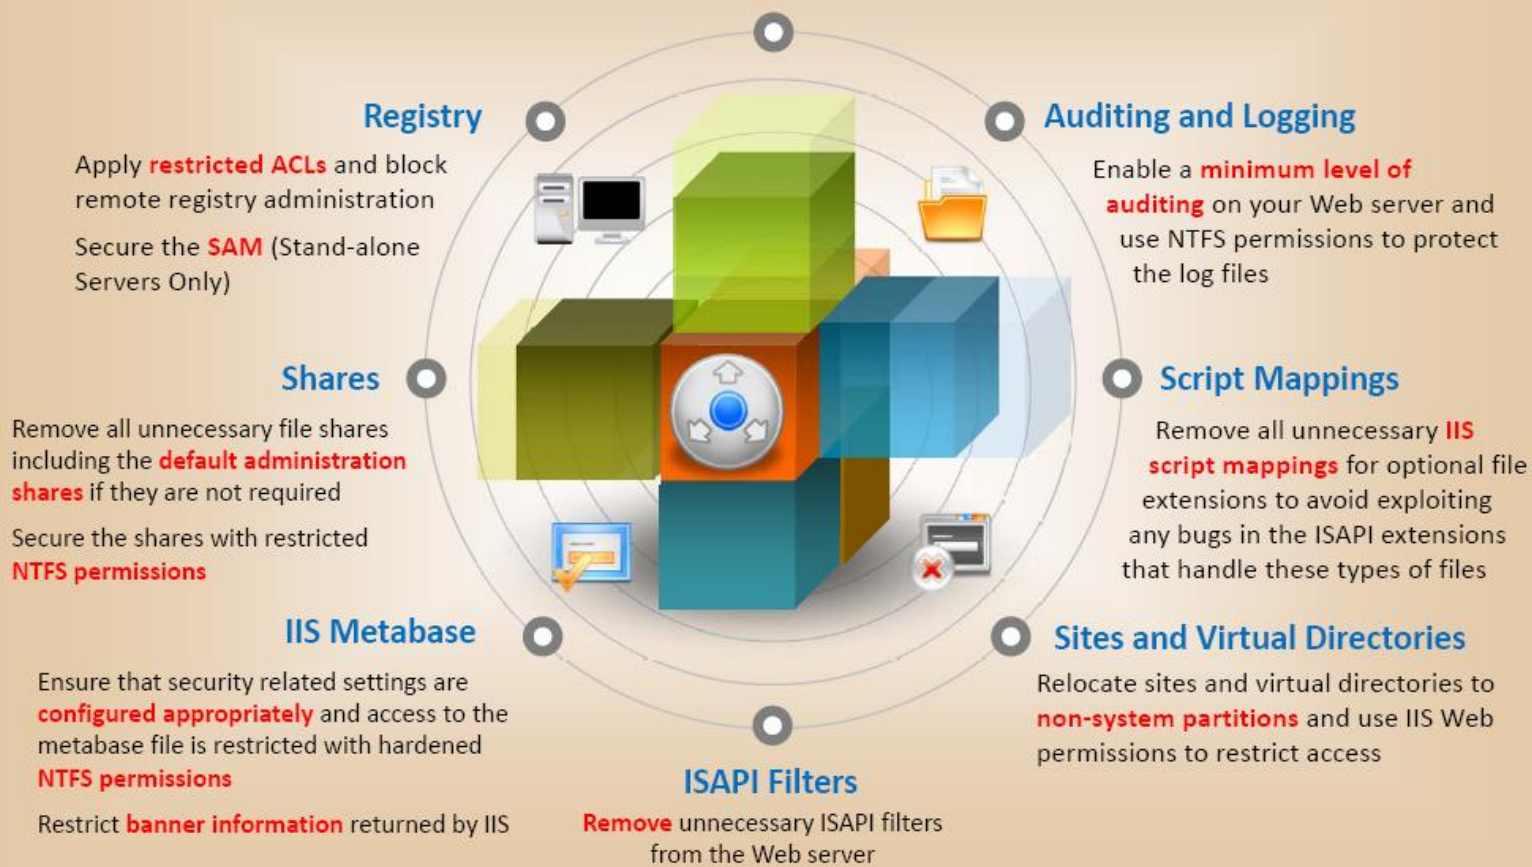 Registry
Apply restricted ACLs and block
remote registry administration
Secure the SAM (Stand-alone
Servers Only)
Shares
Remove all unnecessary file shares
including the default administration
shares if they are not required
Secure the shares with restricted
NTFS permissions
IIS Metabase
Ensure that security related settings are
configured appropriately and access to the
metabase file is restricted with hardened
NTFS permissions
Restrict banner information returned by IIS
Auditing and Logging
Enable a minimum level of
auditing on your Web server and
use NTFS permissions to protect
the log files
Script Mappings
Remove all unnecessary IIS
script mappings for optional file
extensions to avoid exploiting
any bugs in the ISAPI extensions
that handle these types of files
Sites and Virtual Directories
Relocate sites and virtual directories to
non-system partitions and use IIS Web
permissions to restrict access
ISAPI Filters
Remove unnecessary ISAPI filters
from the Web server